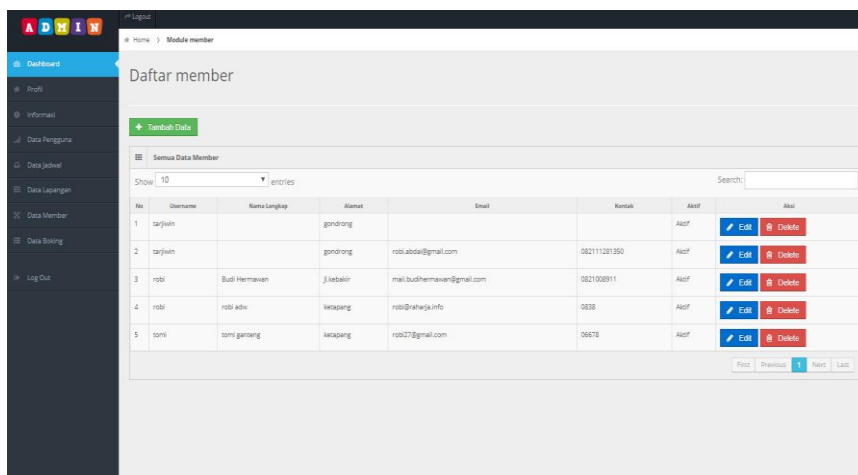 ADMIN
Logout
Home > Module member
Dashboard
Profil
Informasi
Data Pengguna
Data Jadwal
Data Lapangan
Data Member
Data Boking
Log Out
Daftar member
+ Tambah Data
Semua Data Member
Show 10 entries
Search:
No Username Nama Lengkap Alamat Email Kontak Aktif Aksi
1 tarjiwin gondrong Aktif Edit Delete
2 tarjiwin gondrong robi.abdai@gmail.com 082111281350 Aktif Edit Delete
3 robi Budi Hermawan jl.kebakir mail.budihermawan@gmail.com 0821008911 Aktif Edit Delete
4 robi robi adw ketapang robi@raharja.info 0838 Aktif Edit Delete
5 tomi tomi ganteng ketapang robi27@gmail.com 06678 Aktif Edit Delete
First Previous 1 Next Last